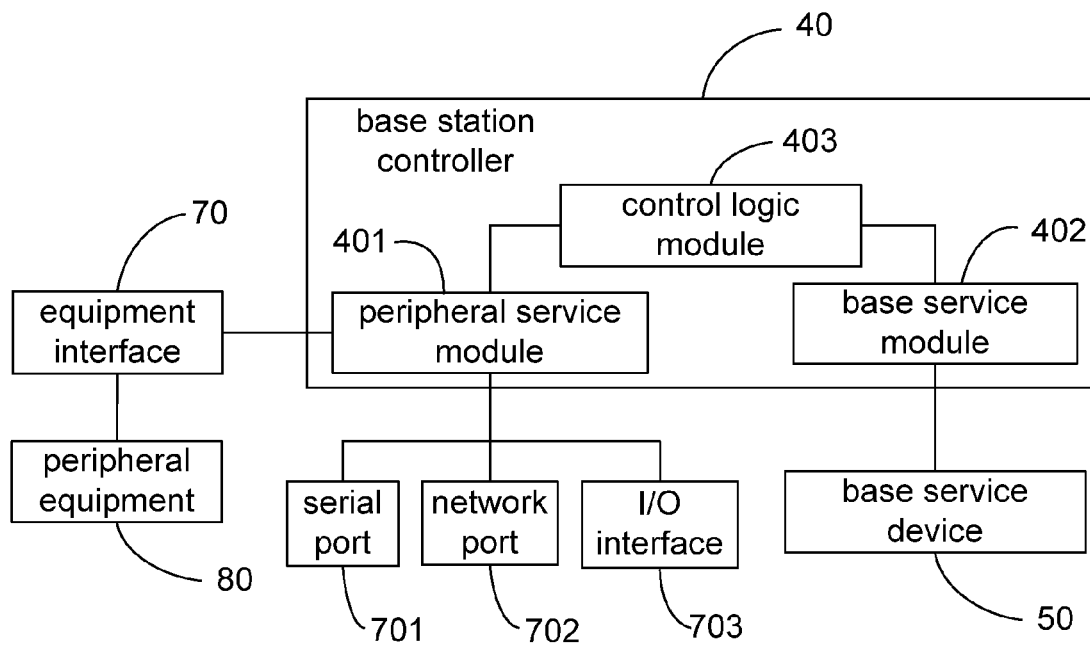 40
base station
controller
403
control logic
module
70
401
402
equipment
interface
peripheral service
module
base service
module
peripheral
equipment
serial
port
network
port
I/O
interface
base service
device
80
701
702
703
50